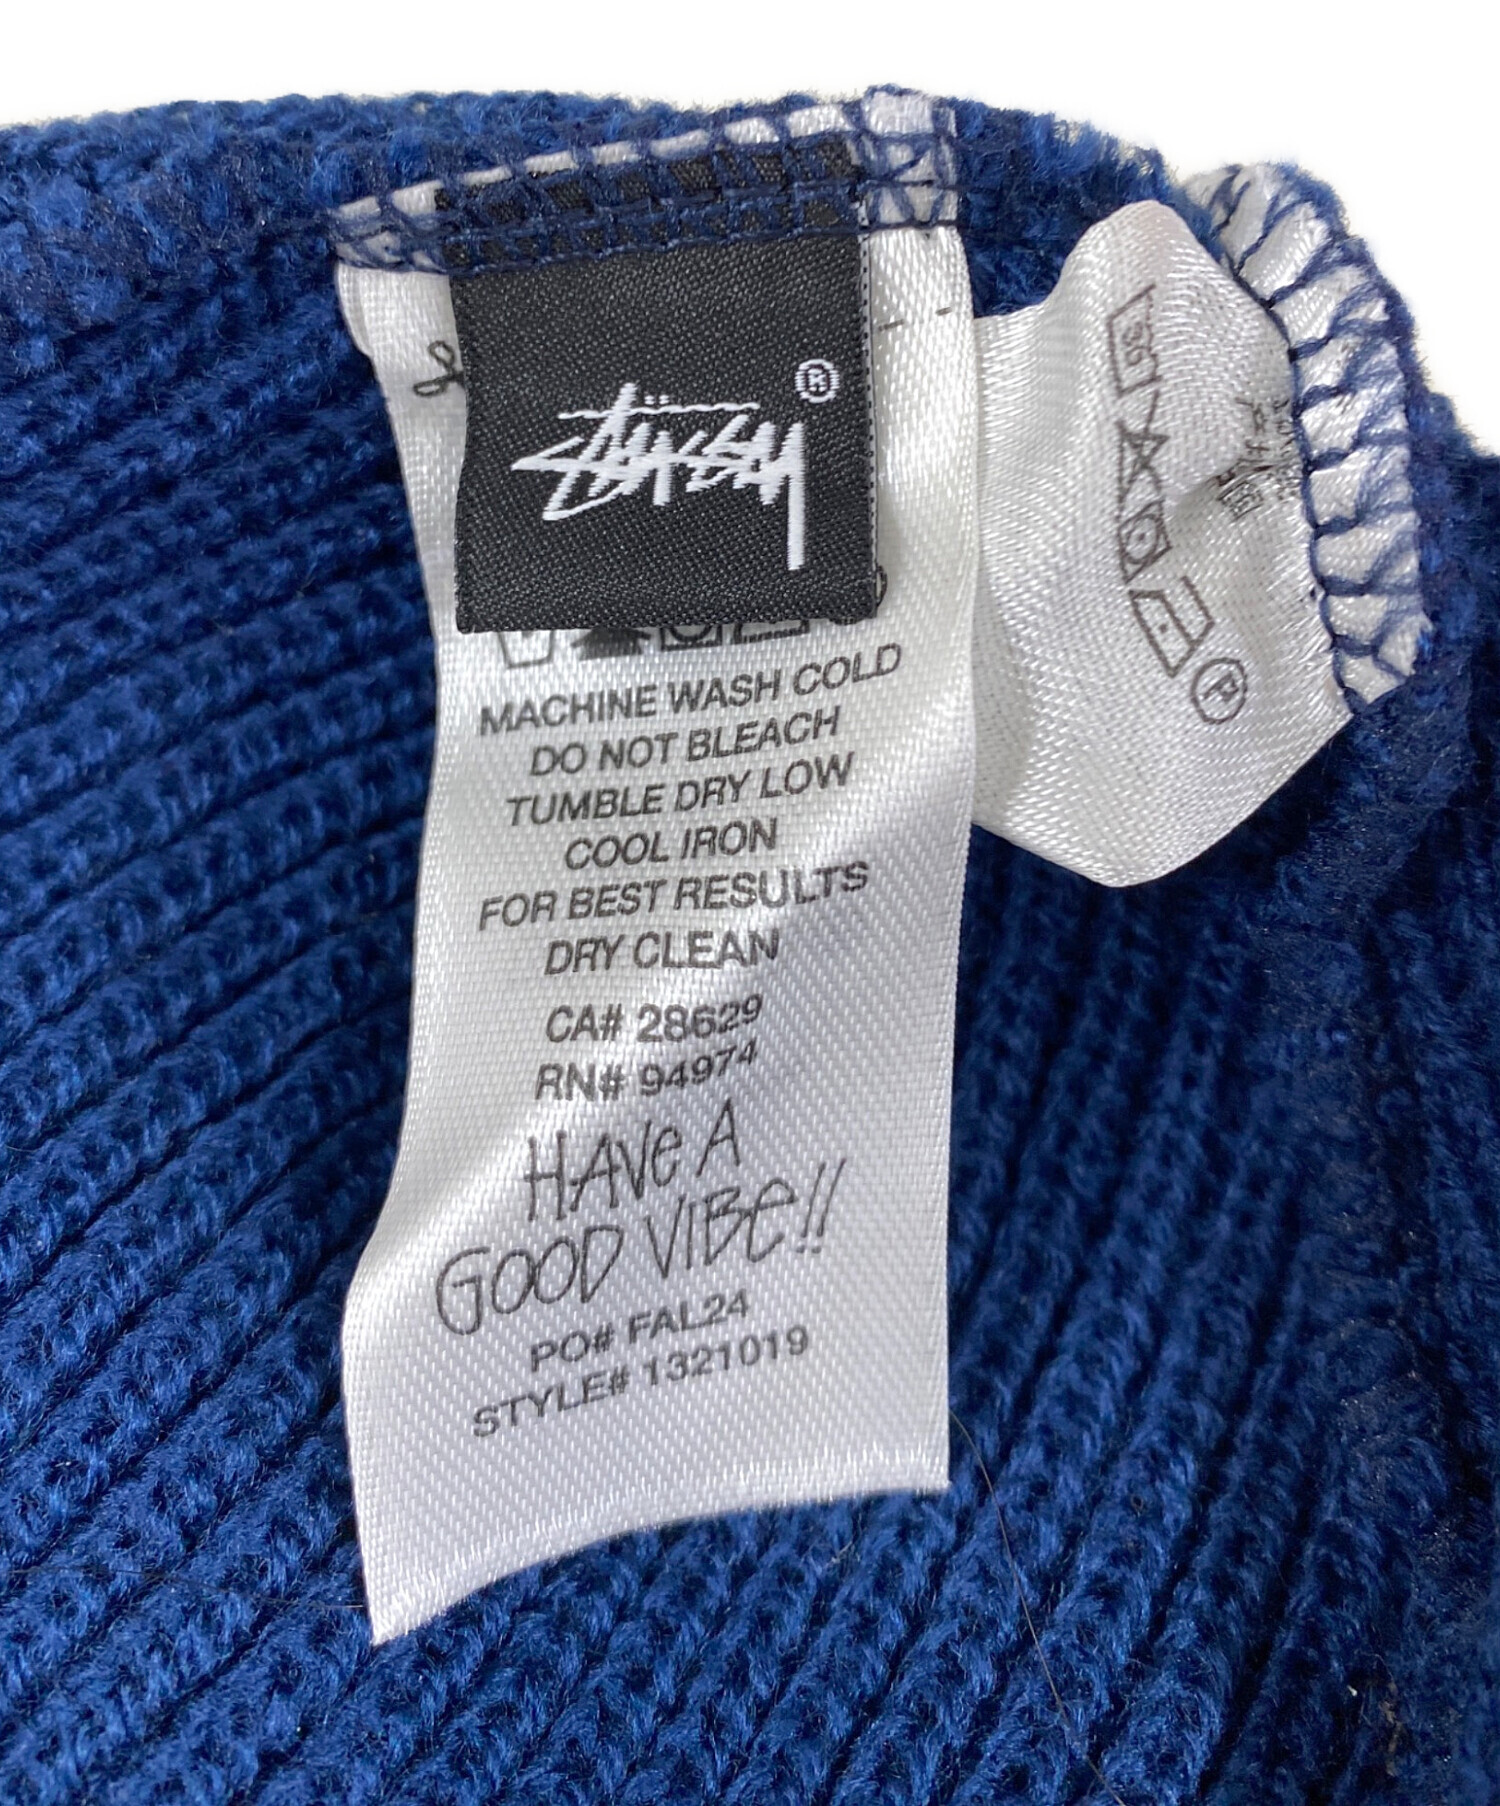 Stüssy ®
MACHINE WASH COLD
DO NOT BLEACH
TUMBLE DRY LOW
COOL IRON
FOR BEST RESULTS
DRY CLEAN
CA# 28629
RN# 94974
HAVE A
GOOD VIBE!!
PO# FAL24
STYLE# 1321019
P